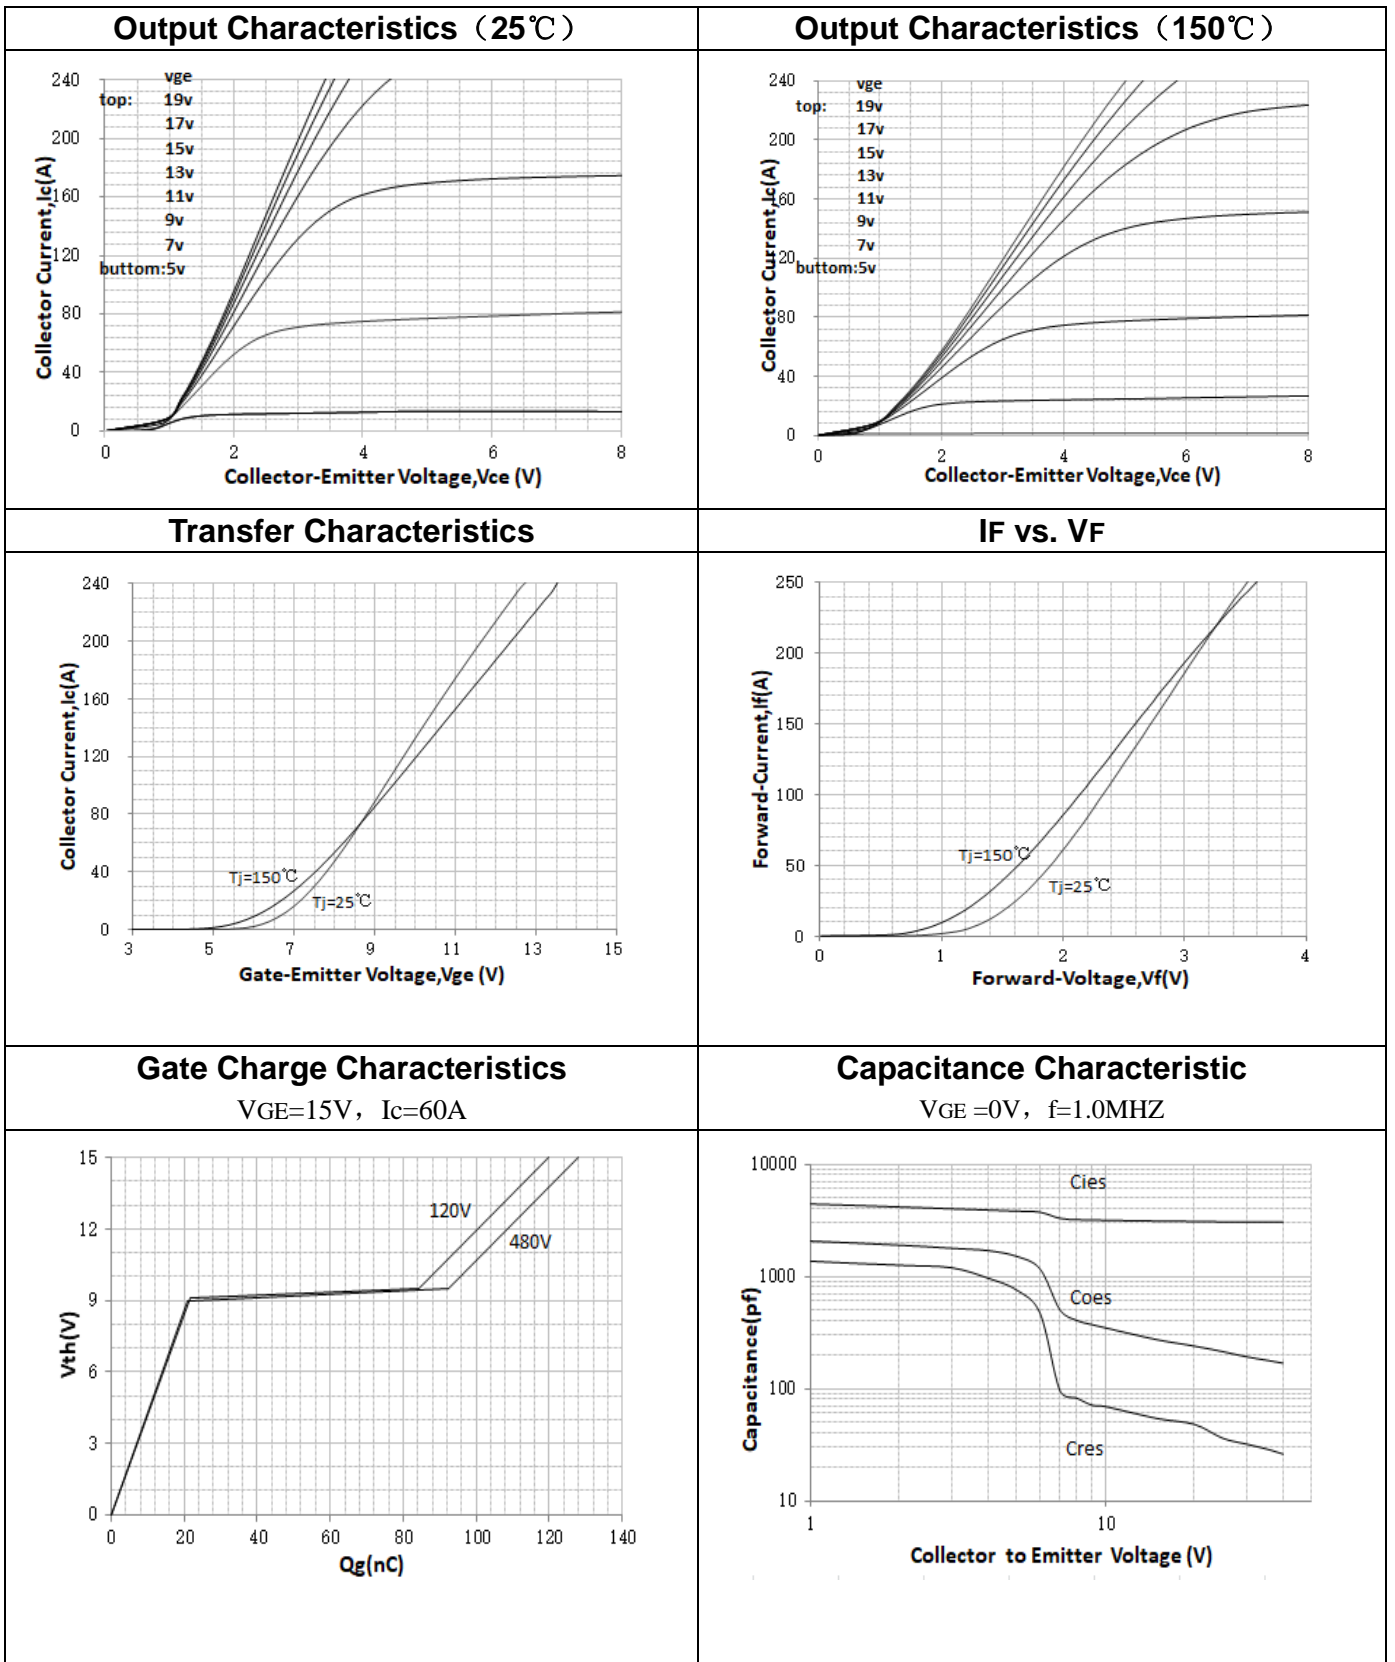 Output Characteristics（25℃）
Output Characteristics（150℃）
240
200
160
120
80
40
0
0
2
4
6
8
vge
top: 19v
17v
15v
13v
11v
9v
7v
buttom:5v
Collector Current,Ic(A)
Collector-Emitter Voltage,Vce (V)
240
200
160
120
80
40
0
0
2
4
6
8
vge
top: 19v
17v
15v
13v
11v
9v
7v
buttom:5v
Collector Current,Ic(A)
Collector-Emitter Voltage,Vce (V)
Transfer Characteristics
IF vs. VF
240
200
160
120
80
40
0
3
5
7
9
11
13
15
Tj=150℃
Tj=25℃
Collector Current,Ic(A)
Gate-Emitter Voltage,Vge (V)
250
200
150
100
50
0
0
1
2
3
4
Tj=150℃
Tj=25℃
Forward-Current,If(A)
Forward-Voltage,Vf(V)
Gate Charge Characteristics
VGE=15V，Ic=60A
Capacitance Characteristic
VGE =0V，f=1.0MHZ
15
12
9
6
3
0
0
20
40
60
80
100
120
140
120V
480V
Vth(V)
Qg(nC)
10000
1000
100
10
1
10
Cies
Coes
Cres
Capacitance(pf)
Collector to Emitter Voltage (V)